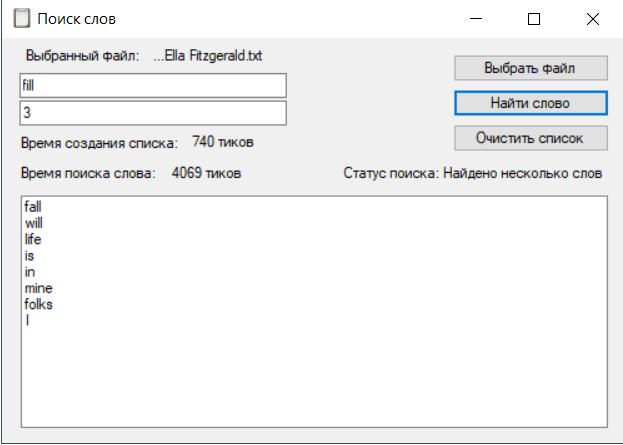 Поиск слов
Выбранный файл: ...Ella Fitzgerald.txt
Выбрать файл
fill
Найти слово
3
Очистить список
Время создания списка: 740 тиков
Время поиска слова: 4069 тиков
Статус поиска: Найдено несколько слов
fall
will
life
is
in
mine
folks
I